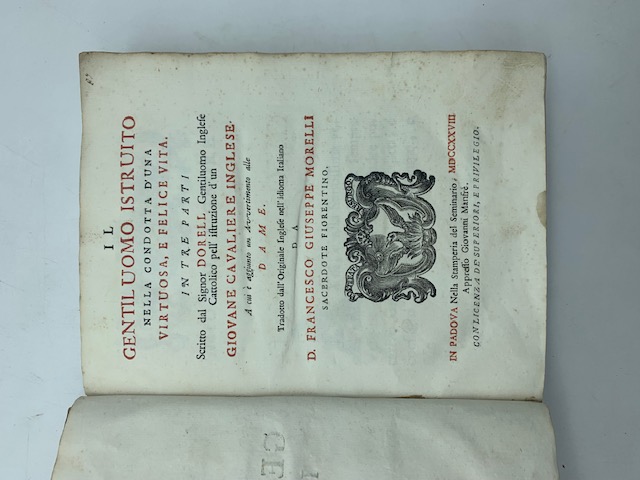 IL
GENTILUOMO ISTRUITO
NELLA CONDOTTA D'UNA
VIRTUOSA, E FELICE VITA.
IN TRE PARTI
Scritto dal Signor DORELL Gentiluomo Inglese
Cattolico pell' istruzione d'un
GIOVANE CAVALIERE INGLESE.
A cui è aggiunto un Avvertimento alle
DAME.
Tradotto dall' Originale Inglese nell' idioma Italiano
DA
D. FRANCESCO GIUSEPPE MORELLI
SACERDOTE FIORENTINO,
IN PADOVA Nella Stamperia del Seminario, MDCCXXVIII
Appresso Giovanni Manfrè.
CON LICENZA DE' SUPERIORI, E PRIVILEGIO.